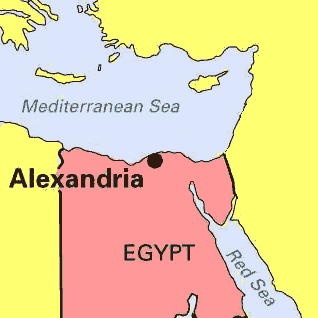 Mediterranean Sea
Alexandria
EGYPT
Red Sea